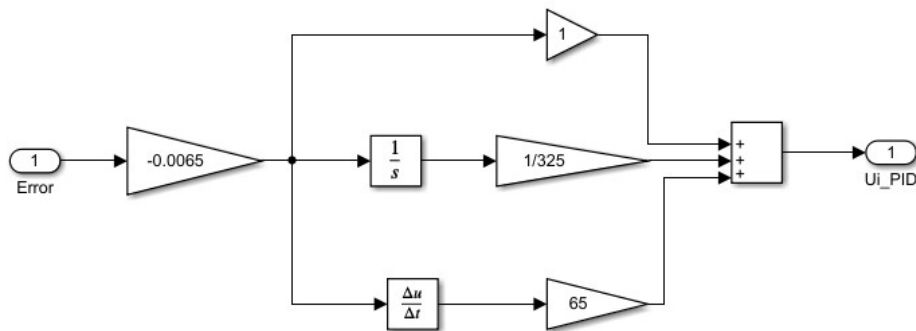 1
Error
-0.0065
1
1
s
1/325
Δu
Δt
65
+
+
+
1
Ui_PID